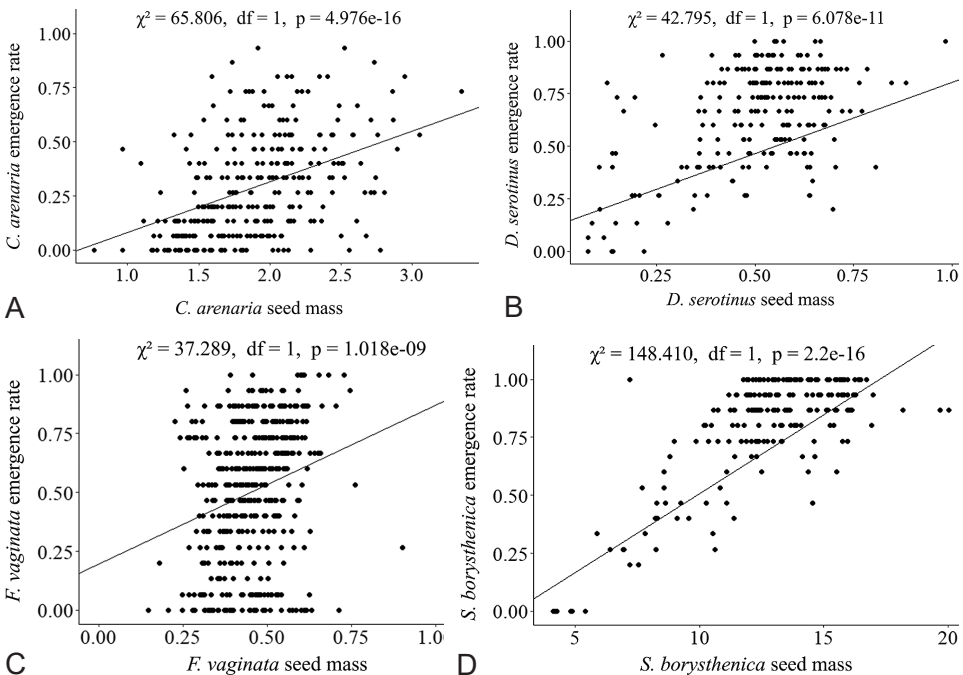 χ² = 65.806, df = 1, p = 4.976e-16
C. arenaria emergence rate
1.00
0.75
0.50
0.25
0.00
1.0 1.5 2.0 2.5 3.0
C. arenaria seed mass
A
χ² = 42.795, df = 1, p = 6.078e-11
D. serotinus emergence rate
1.00
0.75
0.50
0.25
0.00
0.25 0.50 0.75 1.0
D. serotinus seed mass
B
χ² = 37.289, df = 1, p = 1.018e-09
F. vaginata emergence rate
1.00
0.75
0.50
0.25
0.00
0.00 0.25 0.50 0.75 1.0
F. vaginata seed mass
C
χ² = 148.410, df = 1, p = 2.2e-16
S. borysthenica emergence rate
1.00
0.75
0.50
0.25
0.00
5 10 15 20
S. borysthenica seed mass
D